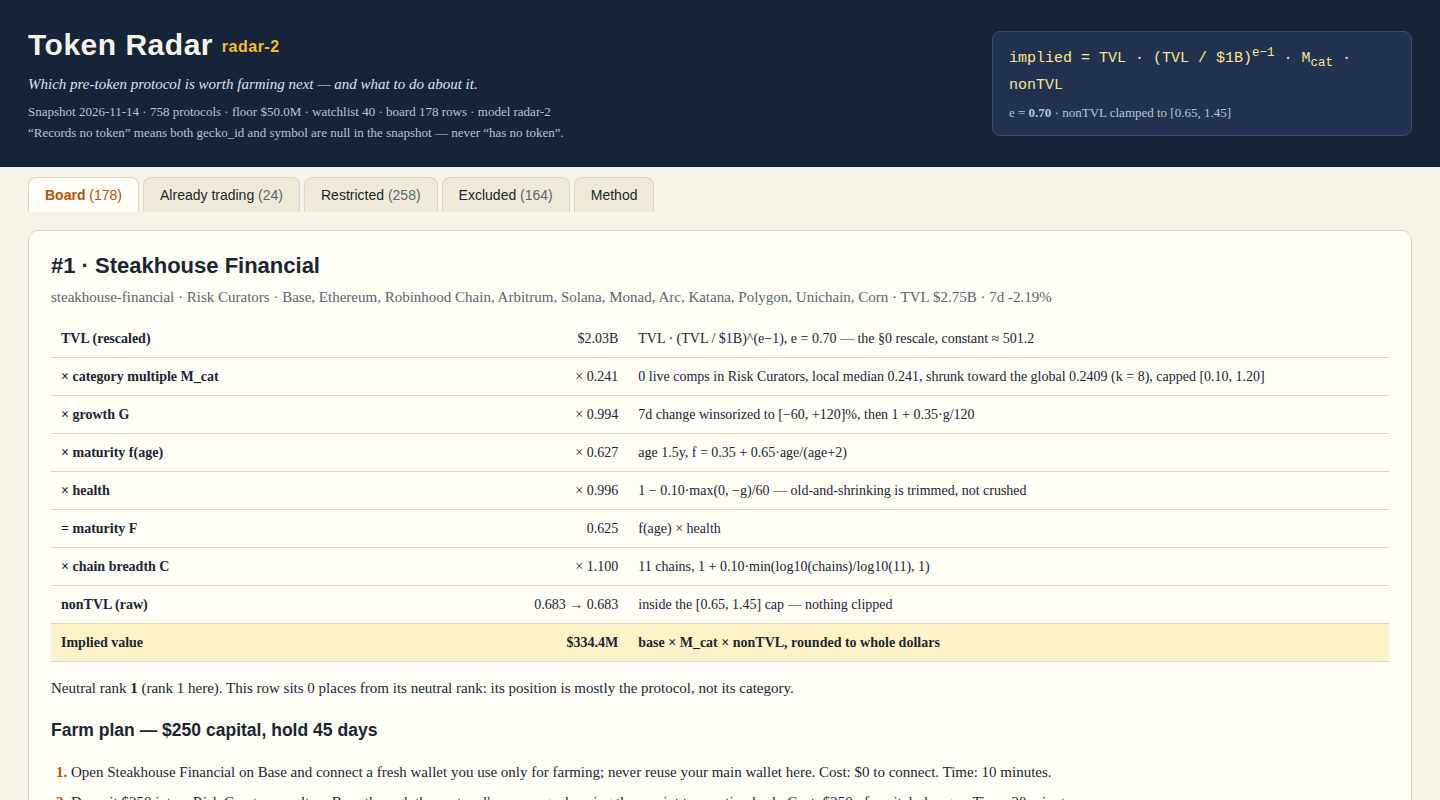 Token Radar radar-2
Which pre-token protocol is worth farming next — and what to do about it.
Snapshot 2026-11-14 · 758 protocols · floor $50.0M · watchlist 40 · board 178 rows · model radar-2
“Records no token” means both gecko_id and symbol are null in the snapshot — never “has no token”.
implied = TVL · (TVL / $1B)e−1 · Mcat ·
nonTVL
e = 0.70 · nonTVL clamped to [0.65, 1.45]
Board (178)
Already trading (24)
Restricted (258)
Excluded (164)
Method
#1 · Steakhouse Financial
steakhouse-financial · Risk Curators · Base, Ethereum, Robinhood Chain, Arbitrum, Solana, Monad, Arc, Katana, Polygon, Unichain, Corn · TVL $2.75B · 7d -2.19%
TVL (rescaled) $2.03B TVL · (TVL / $1B)^(e−1), e = 0.70 — the §0 rescale, constant ≈ 501.2
× category multiple M_cat × 0.241 0 live comps in Risk Curators, local median 0.241, shrunk toward the global 0.2409 (k = 8), capped [0.10, 1.20]
× growth G × 0.994 7d change winsorized to [−60, +120]%, then 1 + 0.35·g/120
× maturity f(age) × 0.627 age 1.5y, f = 0.35 + 0.65·age/(age+2)
× health × 0.996 1 − 0.10·max(0, −g)/60 — old-and-shrinking is trimmed, not crushed
= maturity F 0.625 f(age) × health
× chain breadth C × 1.100 11 chains, 1 + 0.10·min(log10(chains)/log10(11), 1)
nonTVL (raw) 0.683 → 0.683 inside the [0.65, 1.45] cap — nothing clipped
Implied value $334.4M base × M_cat × nonTVL, rounded to whole dollars
Neutral rank 1 (rank 1 here). This row sits 0 places from its neutral rank: its position is mostly the protocol, not its category.
Farm plan — $250 capital, hold 45 days
1. Open Steakhouse Financial on Base and connect a fresh wallet you use only for farming; never reuse your main wallet here. Cost: $0 to connect. Time: 10 minutes.